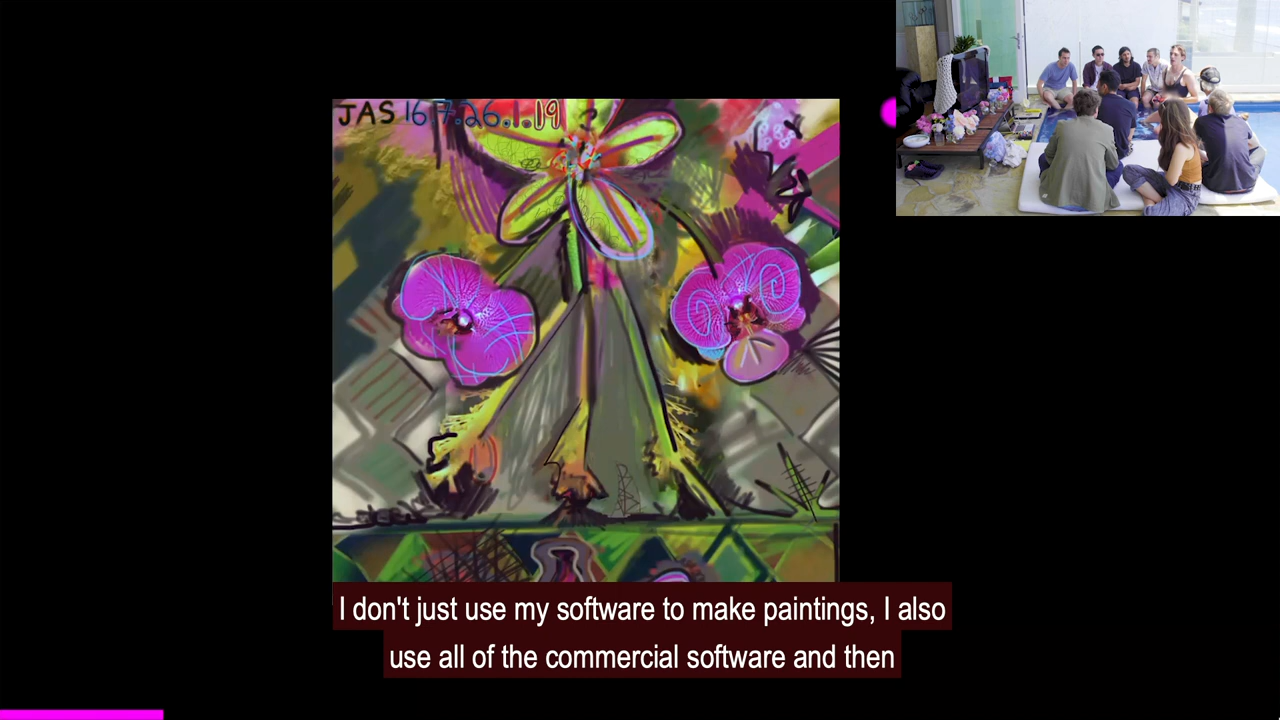 JAS 16.7.26.1.19
I don't just use my software to make paintings, I also
use all of the commercial software and then